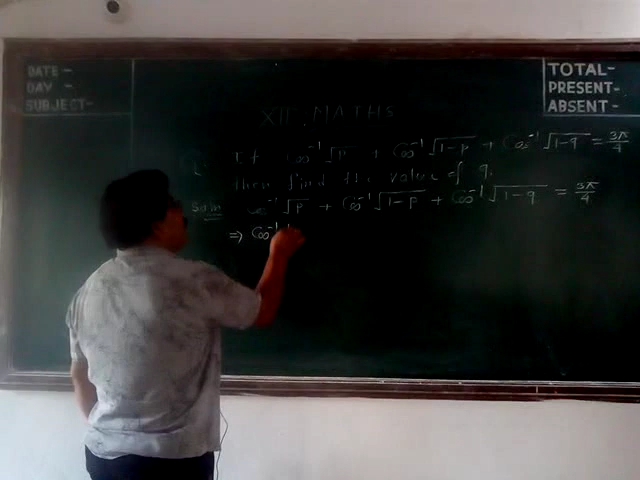 DATE -
DAY -
SUBJECT-
TOTAL-
PRESENT-
ABSENT -
XII MATHS
If cos⁻¹√p + Cos⁻¹√1-p + Cos⁻¹√1-q = 3π/4
then find the value of q.
Soln cos⁻¹√p + Cos⁻¹√1-p + Cos⁻¹√1-q = 3π/4
⇒ Cos⁻¹